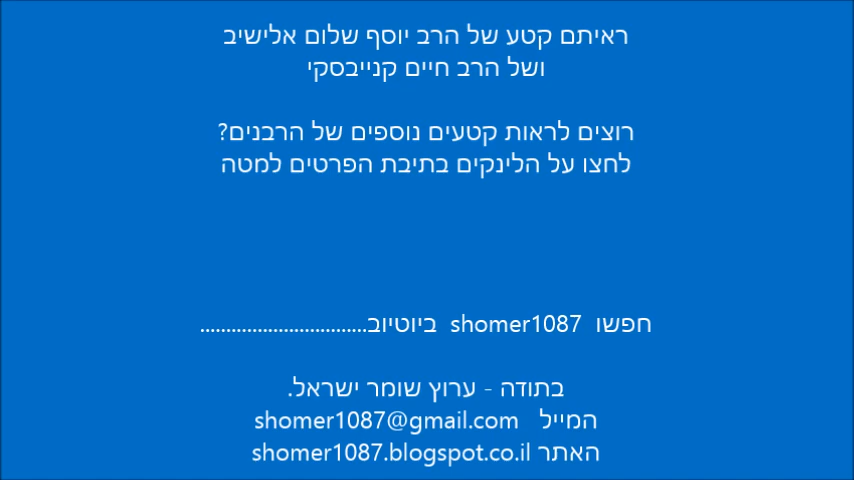 ראיתם קטע של הרב יוסף שלום אלישיב
ושל הרב חיים קנייבסקי
רוצים לראות קטעים נוספים של הרבנים?
לחצו על הלינקים בתיבת הפרטים למטה
חפשו shomer1087 ביוטיוב................................
בתודה - ערוץ שומר ישראל.
המייל shomer1087@gmail.com
האתר shomer1087.blogspot.co.il